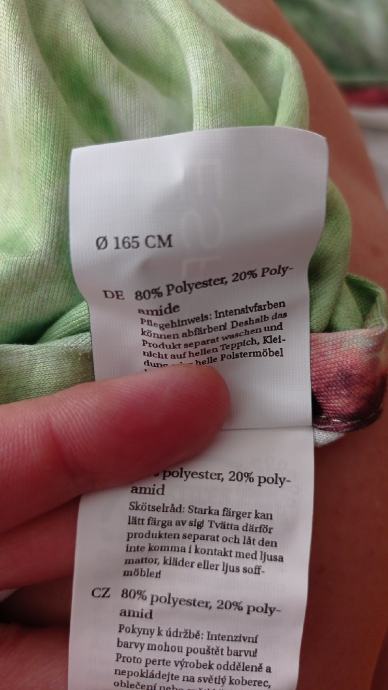 Ø 165 CM
DE 80% Polyester, 20% Poly-
amide
Pflegehinweis: Intensivfarben
können abfärben! Deshalb das
Produkt separat waschen und
nicht auf hellen Teppich, Klei-
dung oder helle Polstermöbel
polyester, 20% poly-
amid
Skötselråd: Starka färger kan
lätt färga av sig! Tvätta därför
produkten separat och låt den
inte komma i kontakt med ljusa
mattor, kläder eller ljus soff-
möbler!
CZ 80% polyester, 20% poly-
amid
Pokyny k údržbě: Intenzivní
barvy mohou pouštět barvu!
Proto perte výrobek odděleně a
nepokládejte na světlý koberec,
oblečení nebo